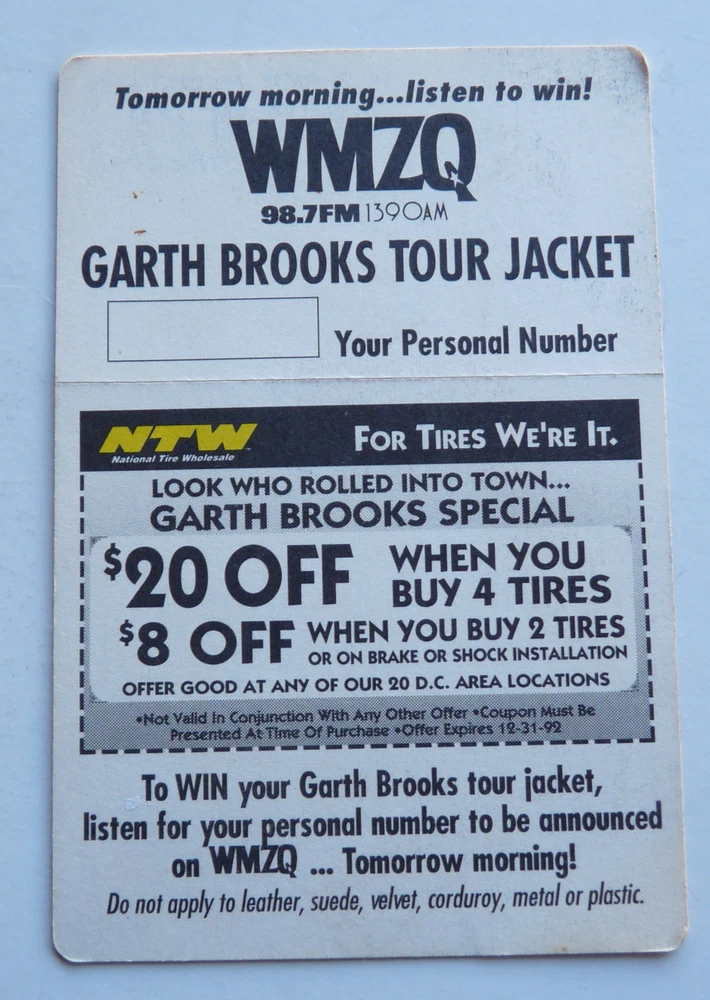 Tomorrow morning...listen to win!
WMZQ
98.7FM 1390AM
GARTH BROOKS TOUR JACKET
Your Personal Number
NTW
National Tire Wholesale
FOR TIRES WE'RE IT.
LOOK WHO ROLLED INTO TOWN...
GARTH BROOKS SPECIAL
$20 OFF WHEN YOU
BUY 4 TIRES
$8 OFF WHEN YOU BUY 2 TIRES
OR ON BRAKE OR SHOCK INSTALLATION
OFFER GOOD AT ANY OF OUR 20 D.C. AREA LOCATIONS
•Not Valid In Conjunction With Any Other Offer •Coupon Must Be
Presented At Time Of Purchase •Offer Expires 12-31-92
To WIN your Garth Brooks tour jacket,
listen for your personal number to be announced
on WMZQ ... Tomorrow morning!
Do not apply to leather, suede, velvet, corduroy, metal or plastic.